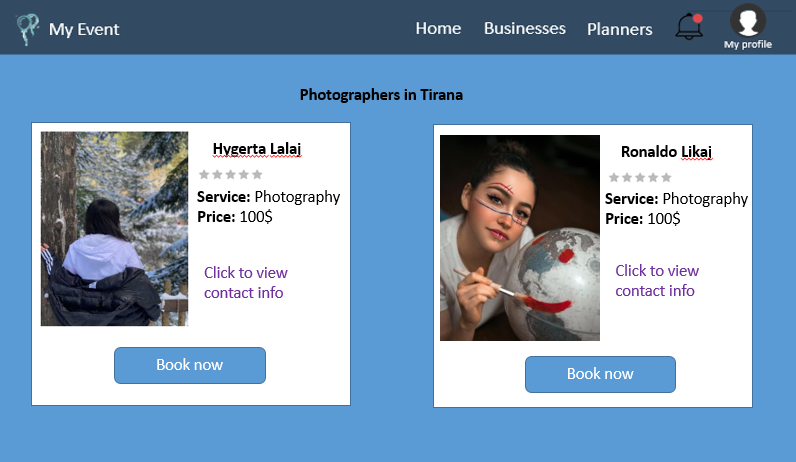 My Event
Home
Businesses
Planners
My profile
Photographers in Tirana
Hygerta Lalaj
Service: Photography
Price: 100$
Click to view
contact info
Book now
Ronaldo Likaj
Service: Photography
Price: 100$
Click to view
contact info
Book now